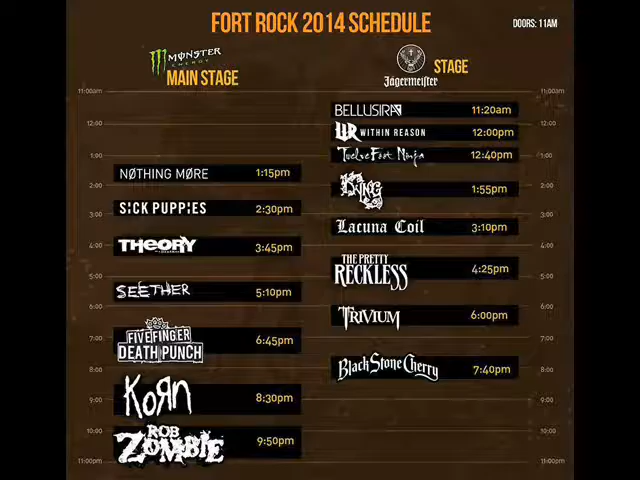 FORT ROCK 2014 SCHEDULE
DOORS: 11AM
MONSTER
ENERGY
MAIN STAGE
Jägermeister
STAGE
11:00am
12:00
1:00
2:00
3:00
4:00
5:00
6:00
7:00
8:00
9:00
10:00
11:00pm
NOTHING MORE 1:15pm
SICK PUPPIES 2:30pm
THEORY 3:45pm
SEETHER 5:10pm
FIVE FINGER
DEATH PUNCH 6:45pm
KoЯn 8:30pm
ROB
ZOMBIE 9:50pm
BELLUSIRA 11:20am
WR WITHIN REASON 12:00pm
Twelve Foot Ninja 12:40pm
KYNG 1:55pm
Lacuna Coil 3:10pm
THE PRETTY
RECKLESS 4:25pm
TRIVIUM 6:00pm
Black Stone Cherry 7:40pm
11:00am
12:00
1:00
2:00
3:00
4:00
5:00
6:00
7:00
8:00
9:00
10:00
11:00pm